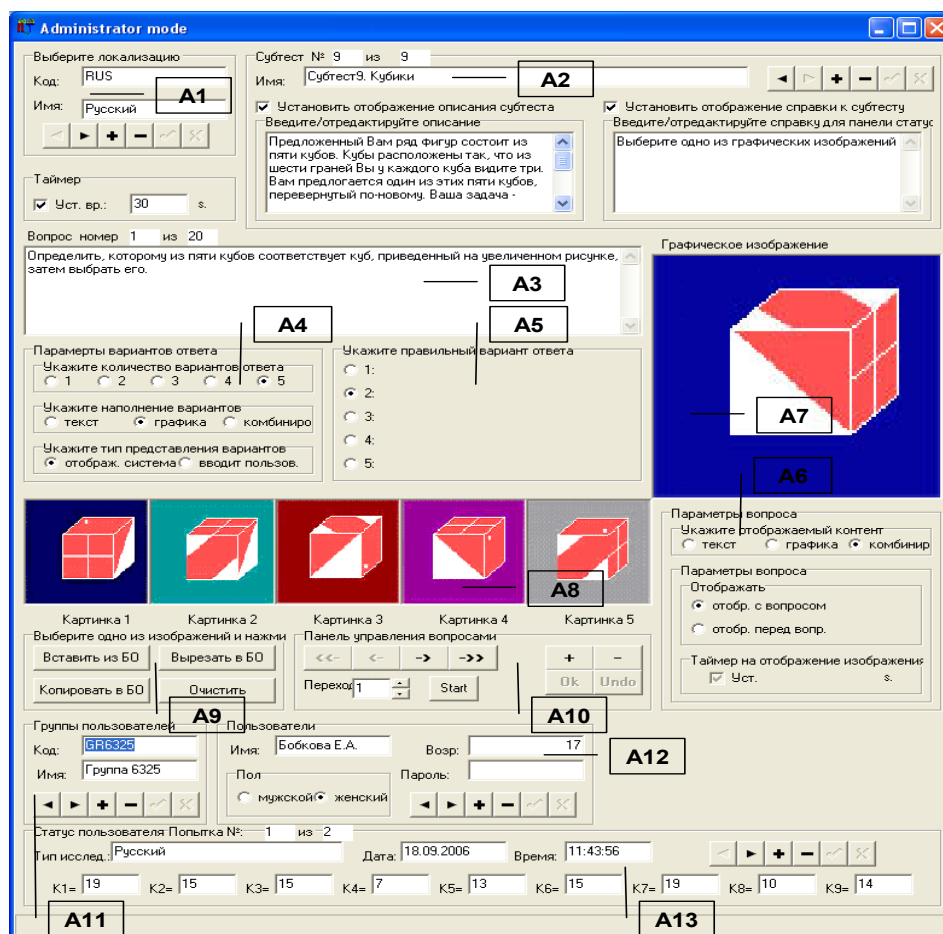 Administrator mode
Выберите локализацию
Код: RUS
Имя: Русский
A1
Субтест № 9 из 9
Имя: Субтест9. Кубики
A2
Установить отображение описания субтеста
Введите/отредактируйте описание
Предложенный Вам ряд фигур состоит из
пяти кубов. Кубы расположены так, что из
шести граней Вы у каждого куба видите три.
Вам предлогается один из этих пяти кубов,
перевернутый по-новому. Ваша задача -
Установить отображение справки к субтесту
Введите/отредактируйте справку для панели статус
Выберите одно из графических изображений
Таймер
Уст. вр.: 30 s.
Вопрос номер 1 из 20
Определить, которому из пяти кубов соответствует куб, приведенный на увеличенном рисунке,
затем выбрать его.
A3
A4
A5
Графическое изображение
A7
A6
Парамерты вариантов ответа
Укажите количество вариантов ответа
1 2 3 4 5
Укажите наполнение вариантов
текст графика комбиниро
Укажите тип представления вариантов
отображ. система вводит пользов.
Укажите правильный вариант ответа
1:
2:
3:
4:
5:
A8
Картинка 1 Картинка 2 Картинка 3 Картинка 4 Картинка 5
Параметры вопроса
Укажите отображаемый контент
текст графика комбинир
Параметры вопроса
Отображать
отобр. с вопросом
отобр. перед вопр.
Таймер на отображение изображения
Уст. s.
Выберите одно из изображений и нажми
Вставить из БО Вырезать в БО
Копировать в БО Очистить
A9
Панель управления вопросами
<<- <- -> ->>
Переход 1 Start
+ -
Ok Undo
A10
Группы пользователей
Код: GR6325
Имя: Группа 6325
A11
Пользователи
Имя: Бобкова Е.А. Возр: 17
Пол
мужской женский
Пароль:
A12
Статус пользователя Попытка №: 1 из 2
Тип исслед.: Русский Дата: 18.09.2006 Время: 11:43:56
K1= 19 K2= 15 K3= 15 K4= 7 K5= 13 K6= 15 K7= 19 K8= 10 K9= 14
A13